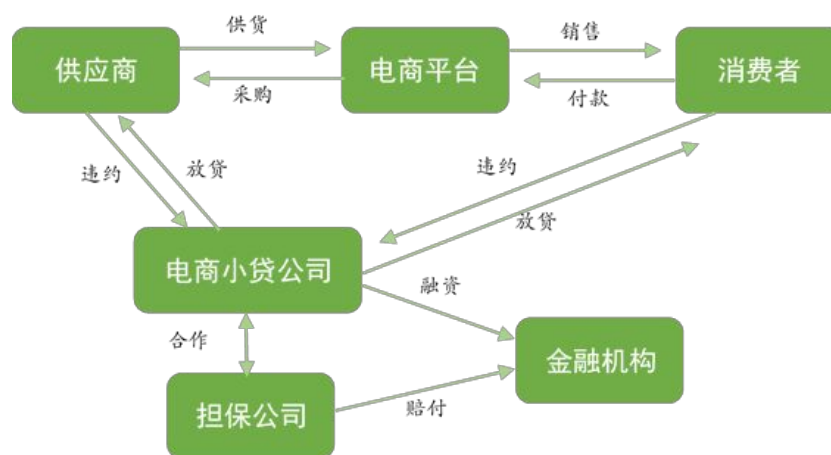 供货
销售
供应商
电商平台
消费者
采购
付款
违约
放贷
违约
放贷
电商小贷公司
融资
合作
金融机构
担保公司
赔付